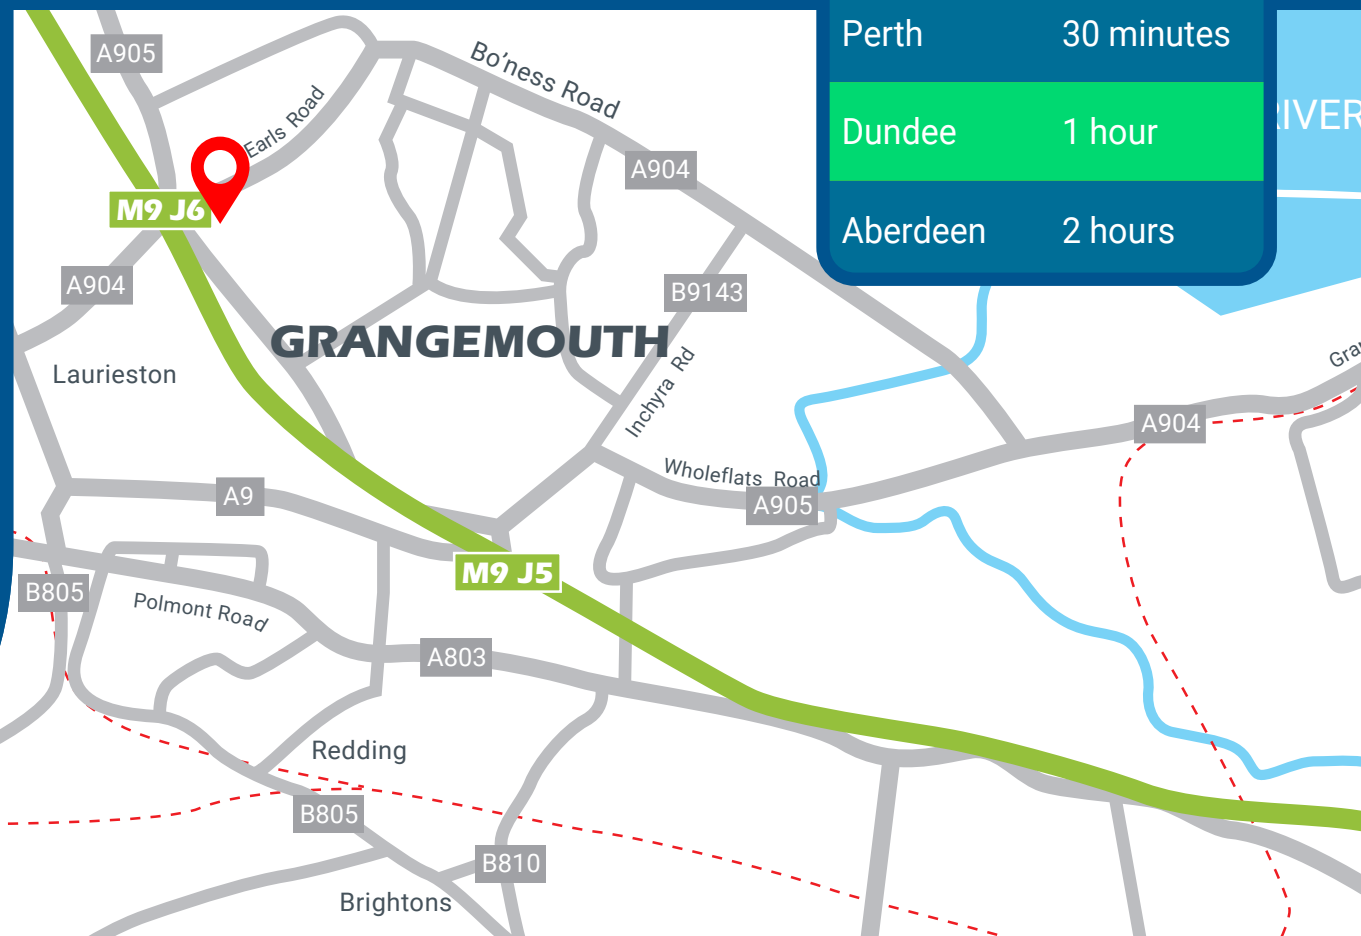 Perth 30 minutes
A905
Bo'ness Road
Earls Road
RIVER
Dundee 1 hour
A904
M9 J6
Aberdeen 2 hours
A904
B9143
GRANGEMOUTH
Laurieston
Inchyra Rd
A904
Wholeflats Road
A9
A905
M9 J5
B805
Polmont Road
A803
Redding
B805
B810
Brightons